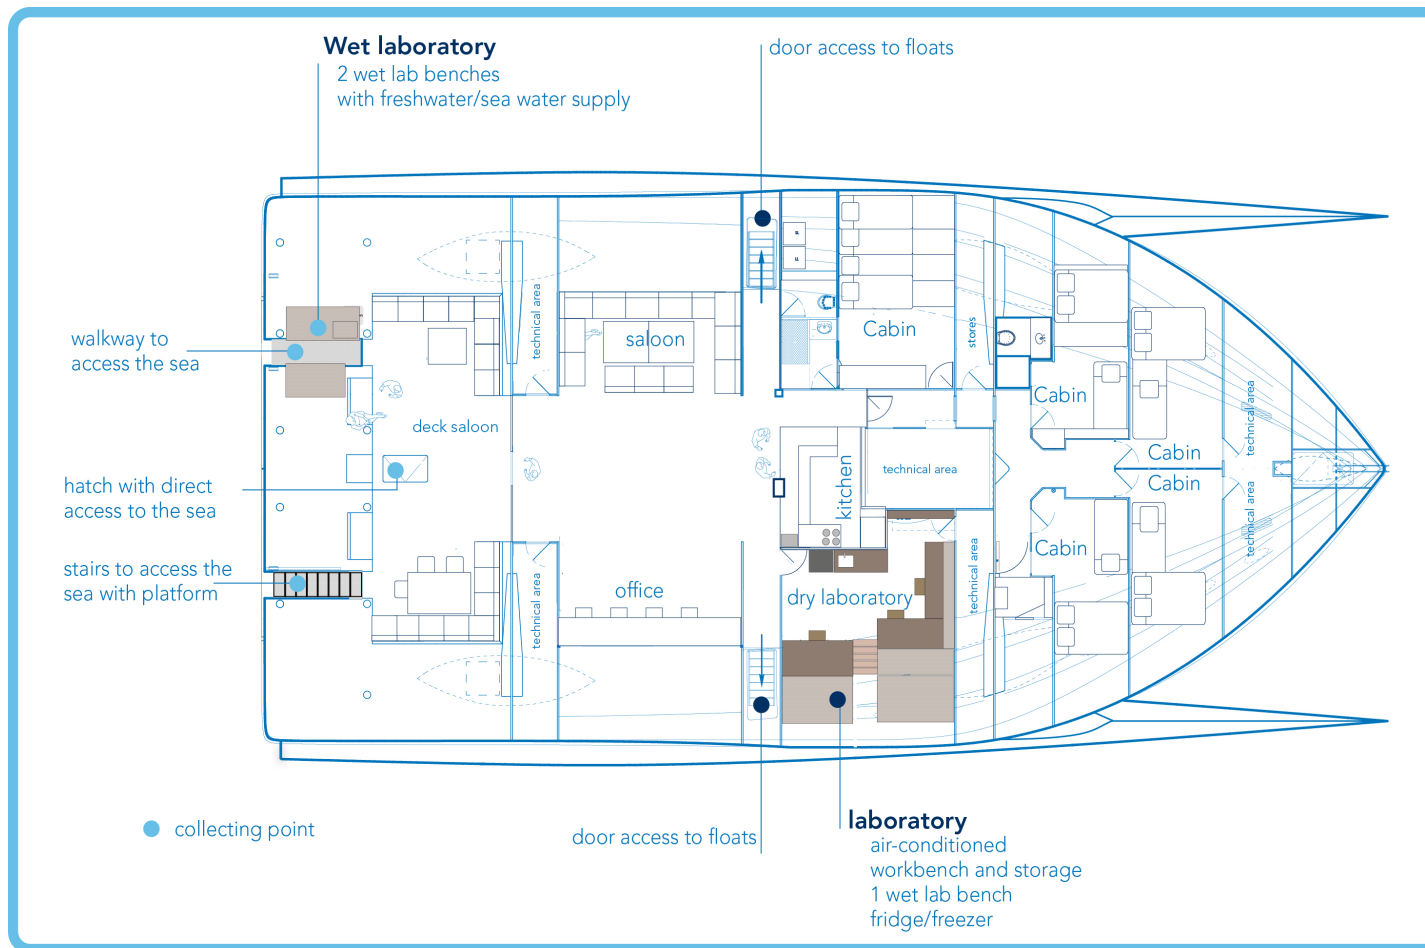 Wet laboratory
2 wet lab benches
with freshwater/sea water supply
door access to floats
walkway to
access the sea
hatch with direct
access to the sea
stairs to access the
sea with platform
technical area
saloon
deck saloon
technical area
office
Cabin
stores
kitchen
technical area
dry laboratory
technical area
Cabin
Cabin
Cabin
Cabin
technical area
technical area
collecting point
door access to floats
laboratory
air-conditioned
workbench and storage
1 wet lab bench
fridge/freezer